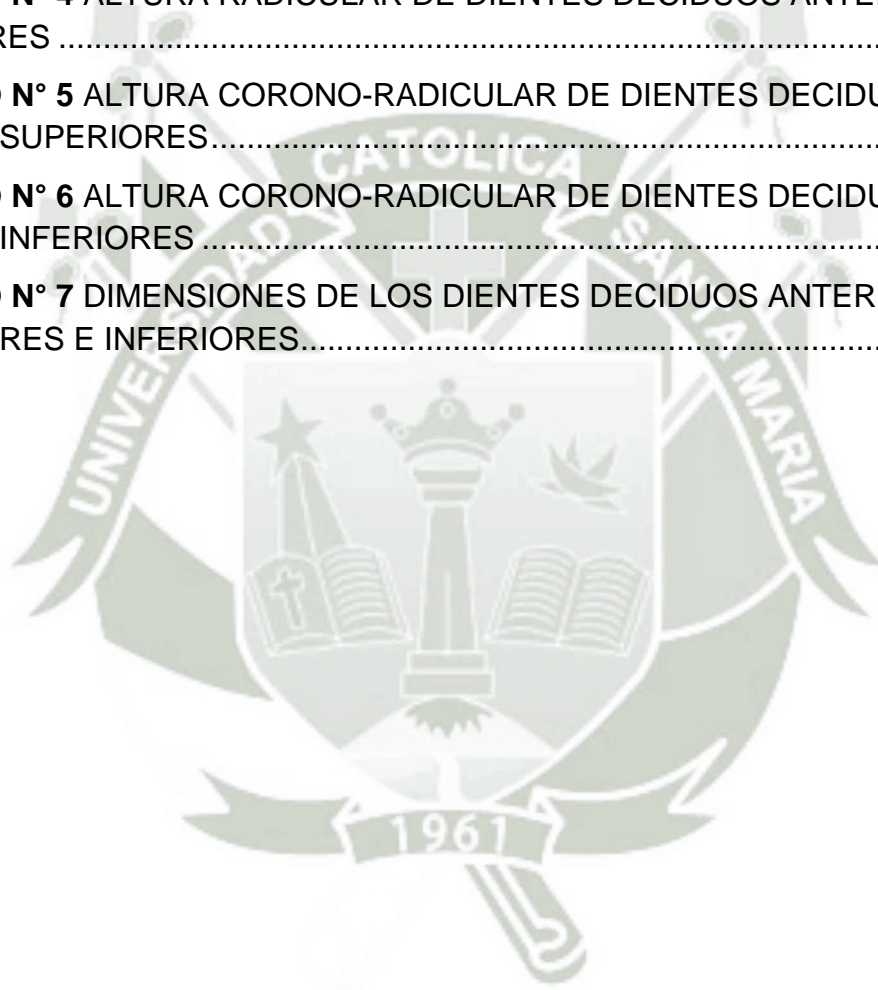 N° 4 ALTURA RADICULAR DE DIENTES DECIDUOS ANTE
RES
N° 5 ALTURA CORONO-RADICULAR DE DIENTES DECIDU
SUPERIORES
N° 6 ALTURA CORONO-RADICULAR DE DIENTES DECIDU
INFERIORES
N° 7 DIMENSIONES DE LOS DIENTES DECIDUOS ANTER
RES E INFERIORES
UNIVERSIDAD CATOLICA SANTA MARIA
1961